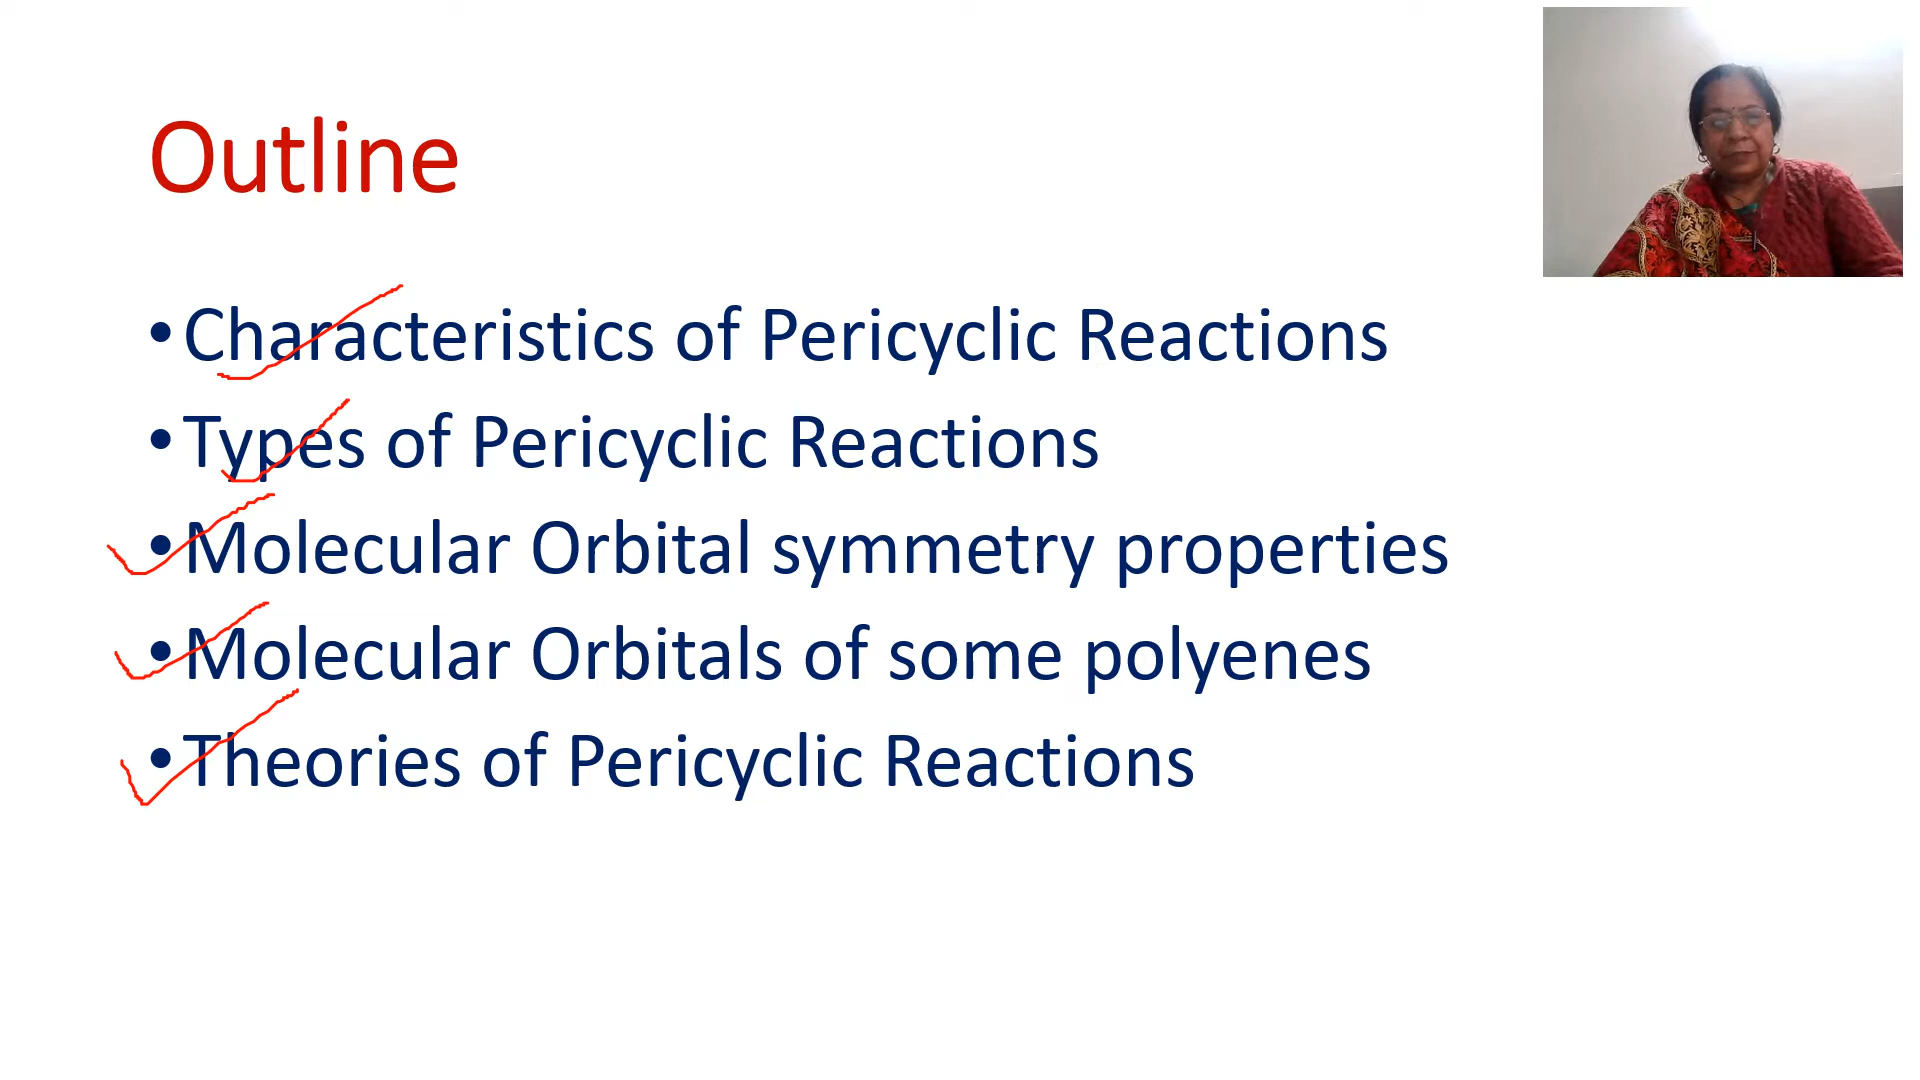 Outline
•Characteristics of Pericyclic Reactions
•Types of Pericyclic Reactions
•Molecular Orbital symmetry properties
•Molecular Orbitals of some polyenes
•Theories of Pericyclic Reactions